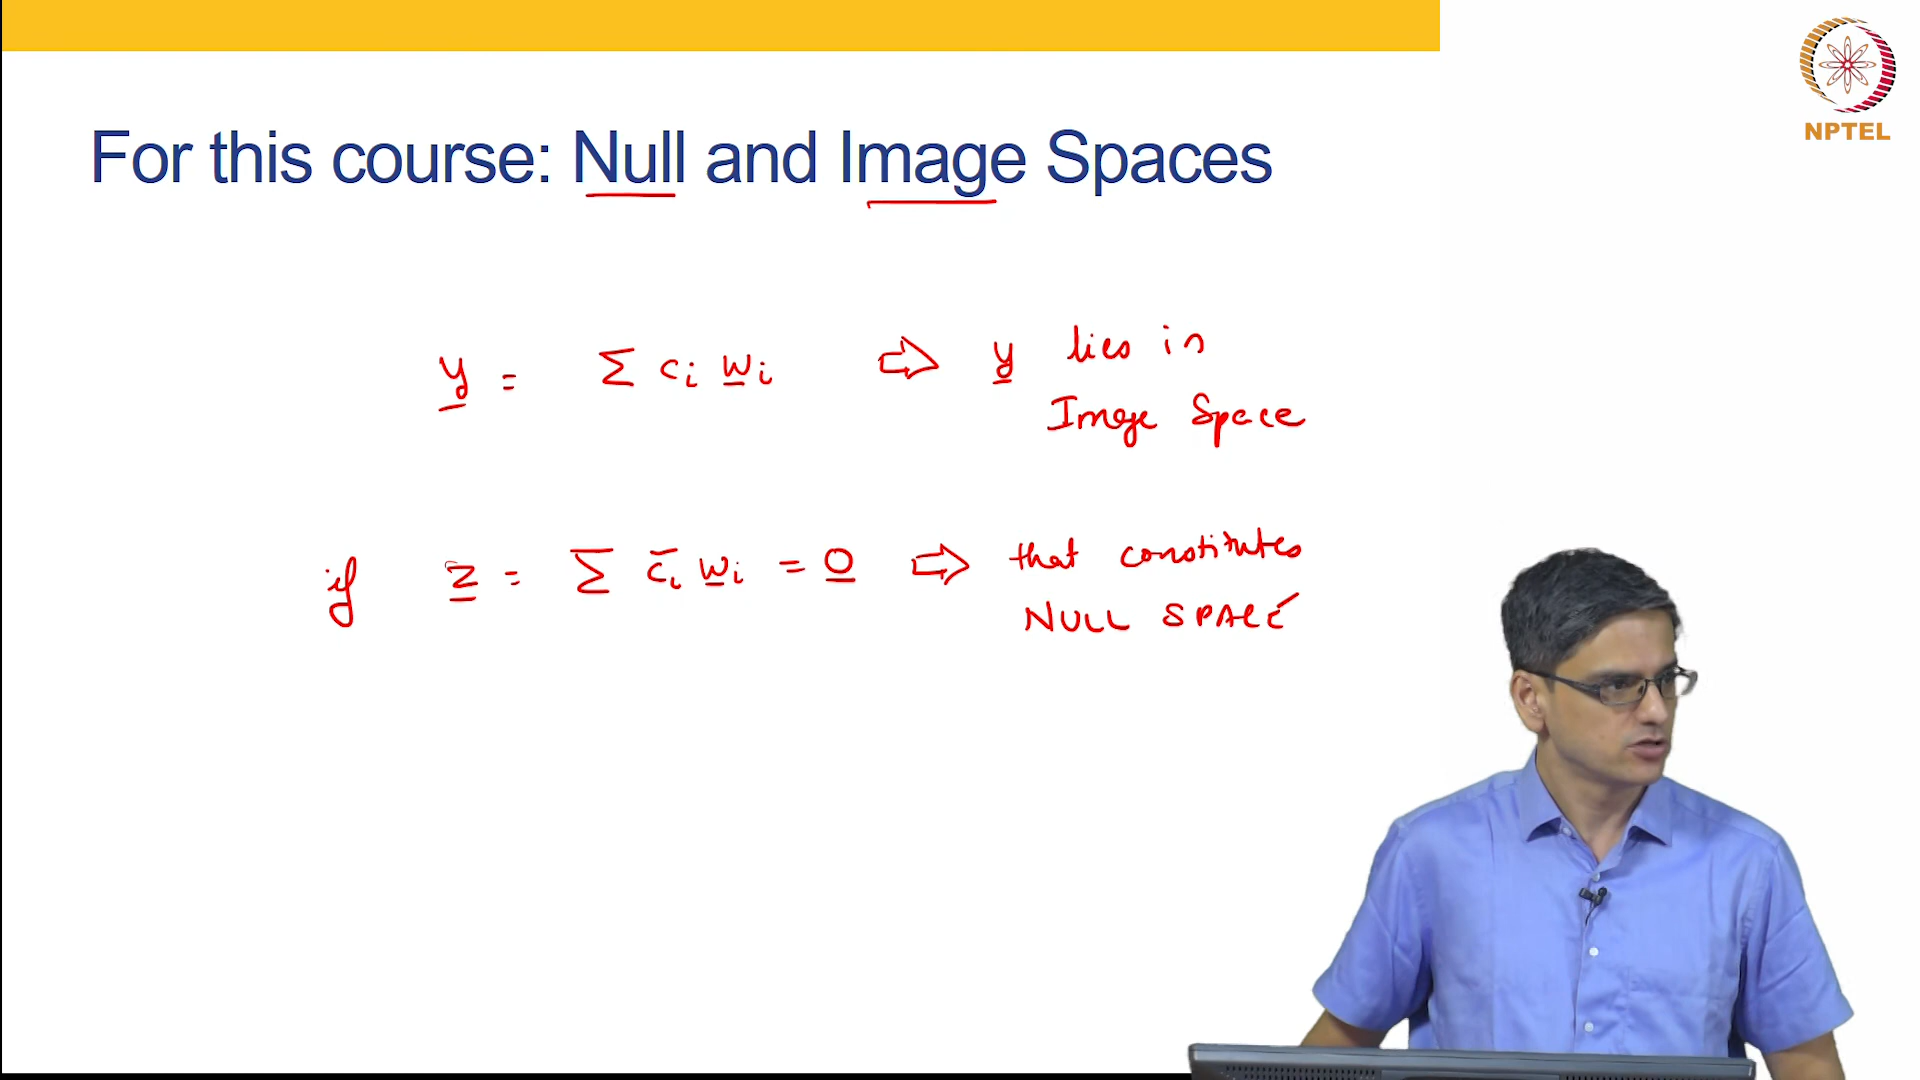 NPTEL
For this course: Null and Image Spaces
y = Σ ci wi ⇨ y lies in
Image Space
if z = Σ c̄i wi = 0 ⇨ that constitutes
NULL SPACE